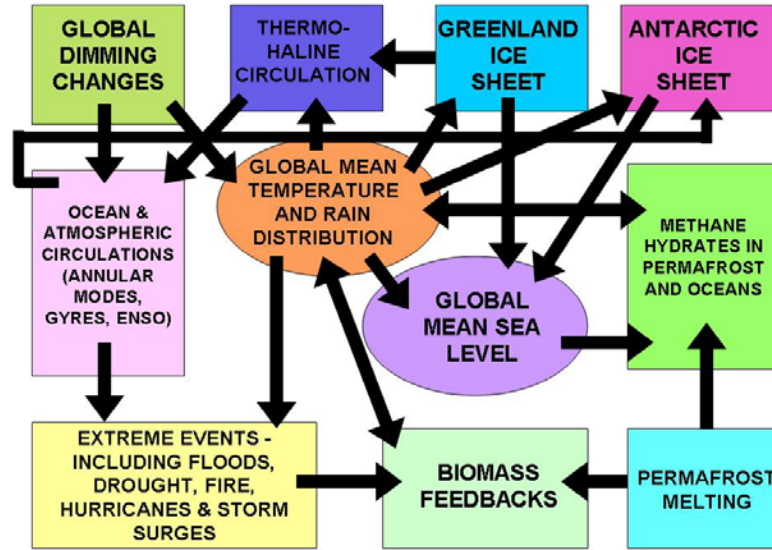 GLOBAL
DIMMING
CHANGES
THERMO-
HALINE
CIRCULATION
GREENLAND
ICE
SHEET
ANTARCTIC
ICE
SHEET
GLOBAL MEAN
TEMPERATURE
AND RAIN
DISTRIBUTION
OCEAN &
ATMOSPHERIC
CIRCULATIONS
(ANNULAR
MODES,
GYRES, ENSO)
METHANE
HYDRATES IN
PERMAFROST
AND OCEANS
GLOBAL
MEAN SEA
LEVEL
EXTREME EVENTS -
INCLUDING FLOODS,
DROUGHT, FIRE,
HURRICANES & STORM
SURGES
BIOMASS
FEEDBACKS
PERMAFROST
MELTING